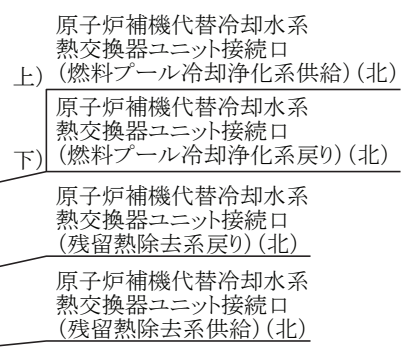 原子炉補機代替冷却水系
熱交換器ユニット接続口
上) (燃料プール冷却浄化系供給) (北)
原子炉補機代替冷却水系
熱交換器ユニット接続口
下) (燃料プール冷却浄化系戻り) (北)
原子炉補機代替冷却水系
熱交換器ユニット接続口
(残留熱除去系戻り) (北)
原子炉補機代替冷却水系
熱交換器ユニット接続口
(残留熱除去系供給) (北)